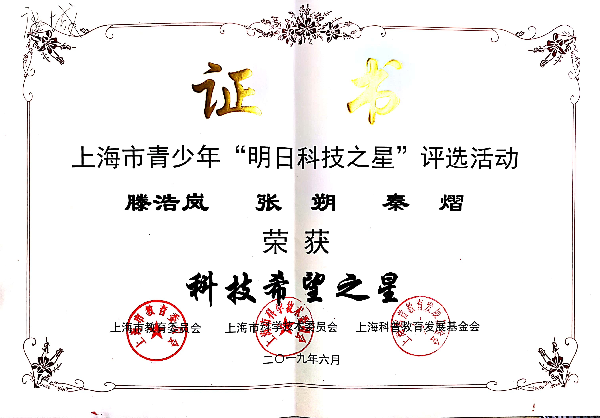 证书
上海市青少年“明日科技之星”评选活动
滕浩岚 张朔 秦熠
荣获
科技希望之星
上海市教育委员会 上海市科学技术委员会 上海科普教育发展基金会
二〇一九年六月